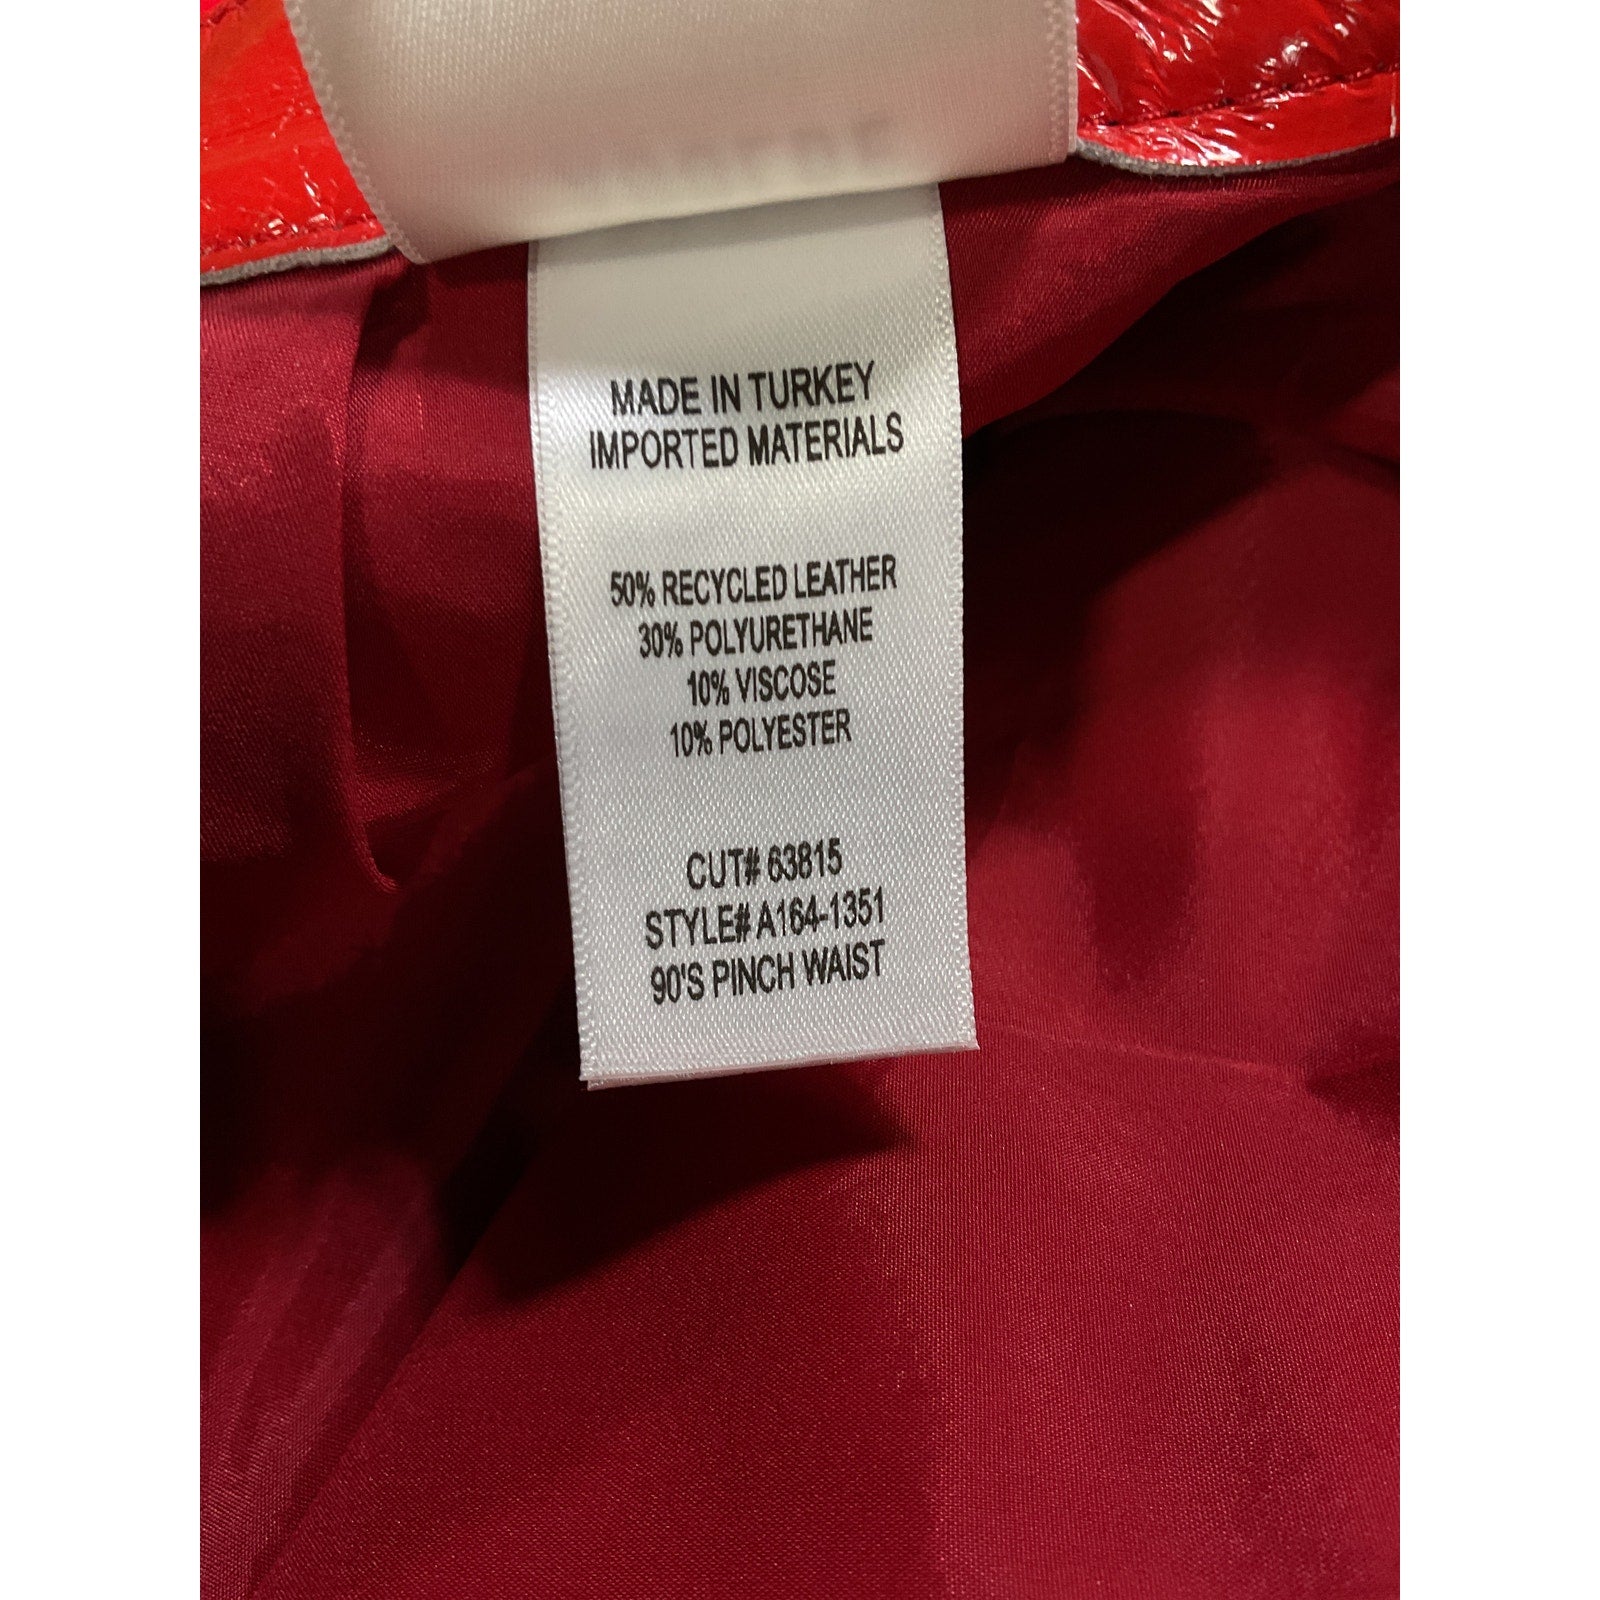 MADE IN TURKEY
IMPORTED MATERIALS
50% RECYCLED LEATHER
30% POLYURETHANE
10% VISCOSE
10% POLYESTER
CUT# 63815
STYLE# A164-1351
90'S PINCH WAIST